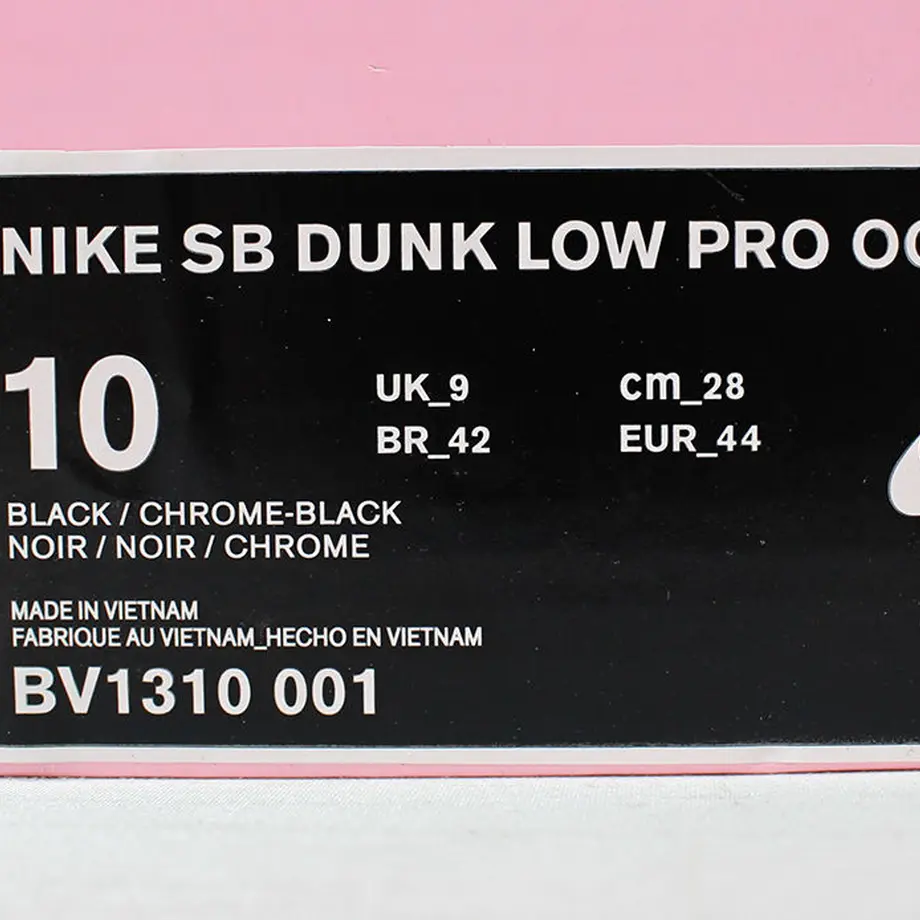 NIKE SB DUNK LOW PRO
10
UK_9
cm_28
BR_42
EUR_44
BLACK / CHROME-BLACK
NOIR / NOIR / CHROME
MADE IN VIETNAM
FABRIQUE AU VIETNAM_HECHO EN VIETNAM
BV1310 001